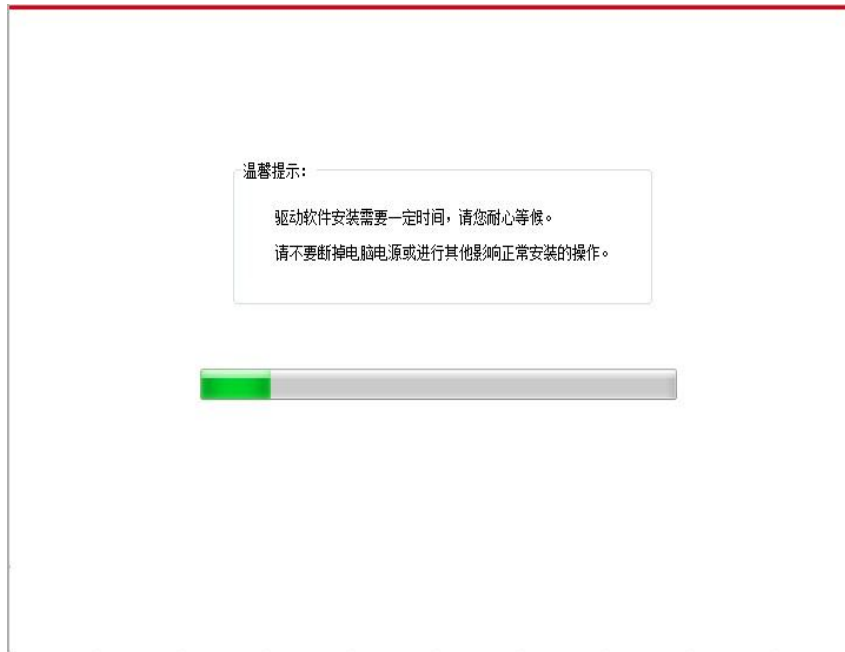 温馨提示:
驱动软件安装需要一定时间，请您耐心等候。
请不要断掉电脑电源或进行其他影响正常安装的操作。